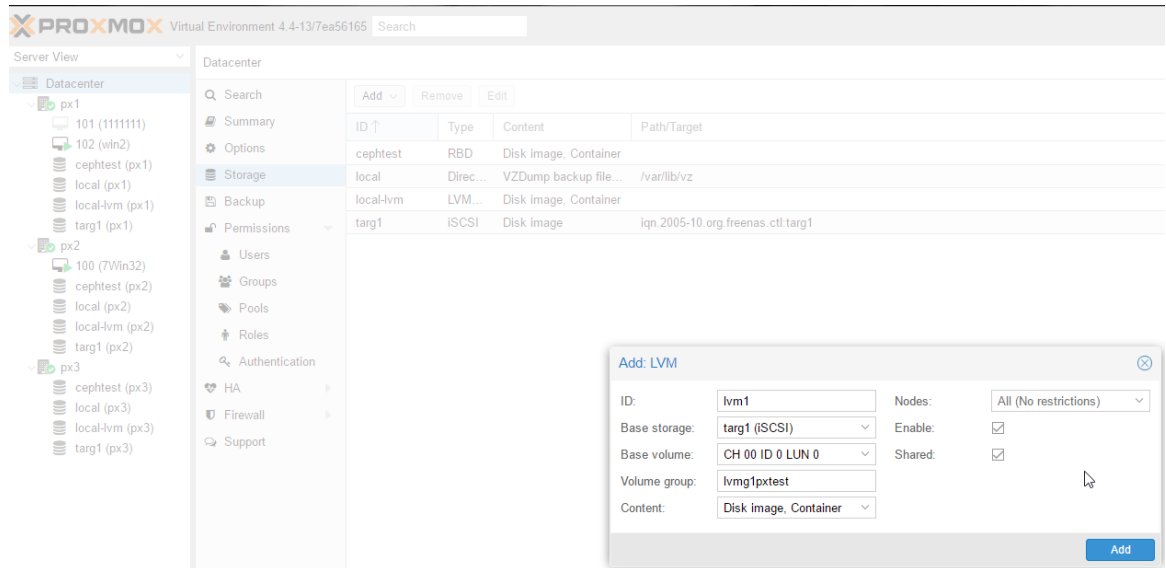 PROXMOX Virtual Environment 4.4-13/7ea56165 Search
Server View
Datacenter
px1
101 (1111111)
102 (win2)
cephtest (px1)
local (px1)
local-lvm (px1)
targ1 (px1)
px2
100 (7Win32)
cephtest (px2)
local (px2)
local-lvm (px2)
targ1 (px2)
px3
cephtest (px3)
local (px3)
local-lvm (px3)
targ1 (px3)
Datacenter
Search
Summary
Options
Storage
Backup
Permissions
Users
Groups
Pools
Roles
Authentication
HA
Firewall
Support
Add Remove Edit
ID ↑ Type Content Path/Target
cephtest RBD Disk image, Container
local Direc... VZDump backup file... /var/lib/vz
local-lvm LVM... Disk image, Container
targ1 iSCSI Disk image iqn.2005-10.org.freenas.ctl:targ1
Add: LVM
ID: lvm1 Nodes: All (No restrictions)
Base storage: targ1 (iSCSI) Enable:
Base volume: CH 00 ID 0 LUN 0 Shared:
Volume group: lvmg1pxtest
Content: Disk image, Container
Add